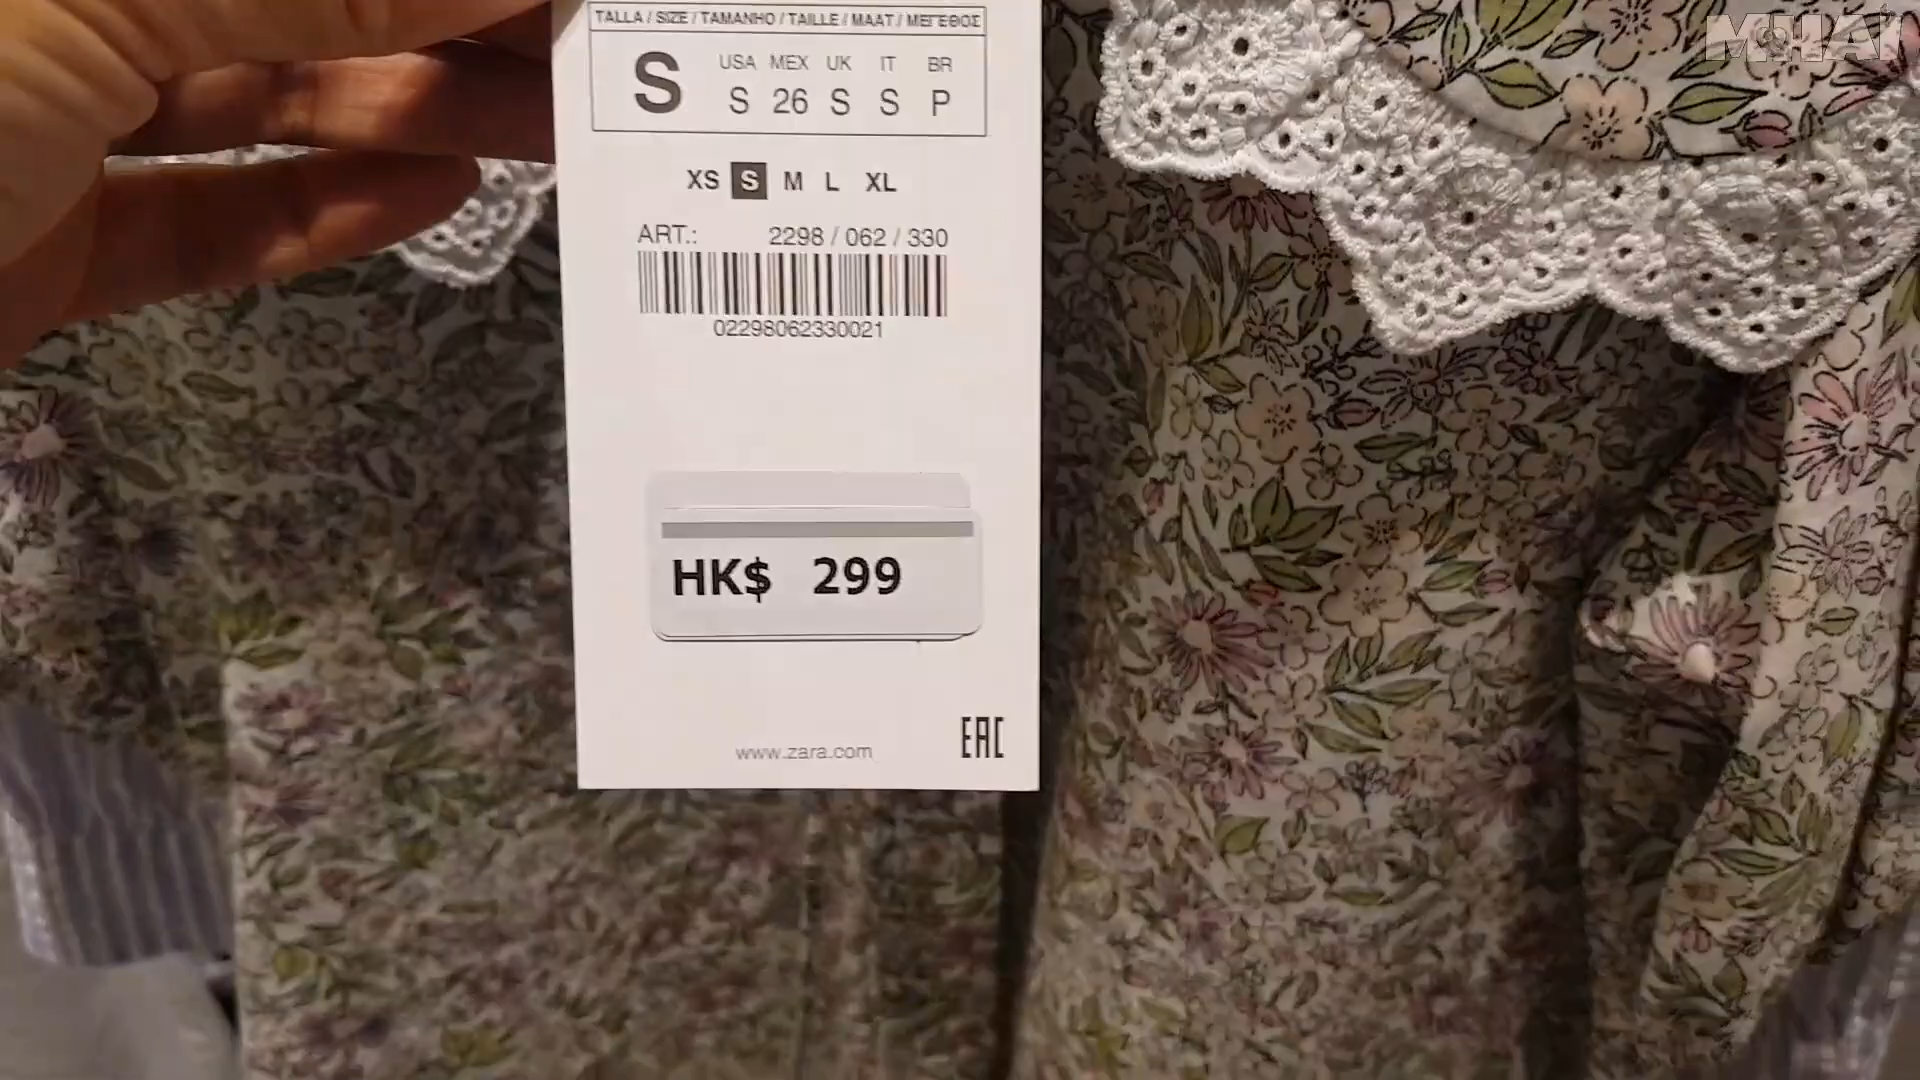 TALLA / SIZE / TAMANHO / TAILLE / MAAT / ΜΕΓΕΘΟΣ
S
USA MEX UK IT BR
S 26 S S P
XS S M L XL
ART.: 2298 / 062 / 330
02298062330021
HK$ 299
www.zara.com
EAC